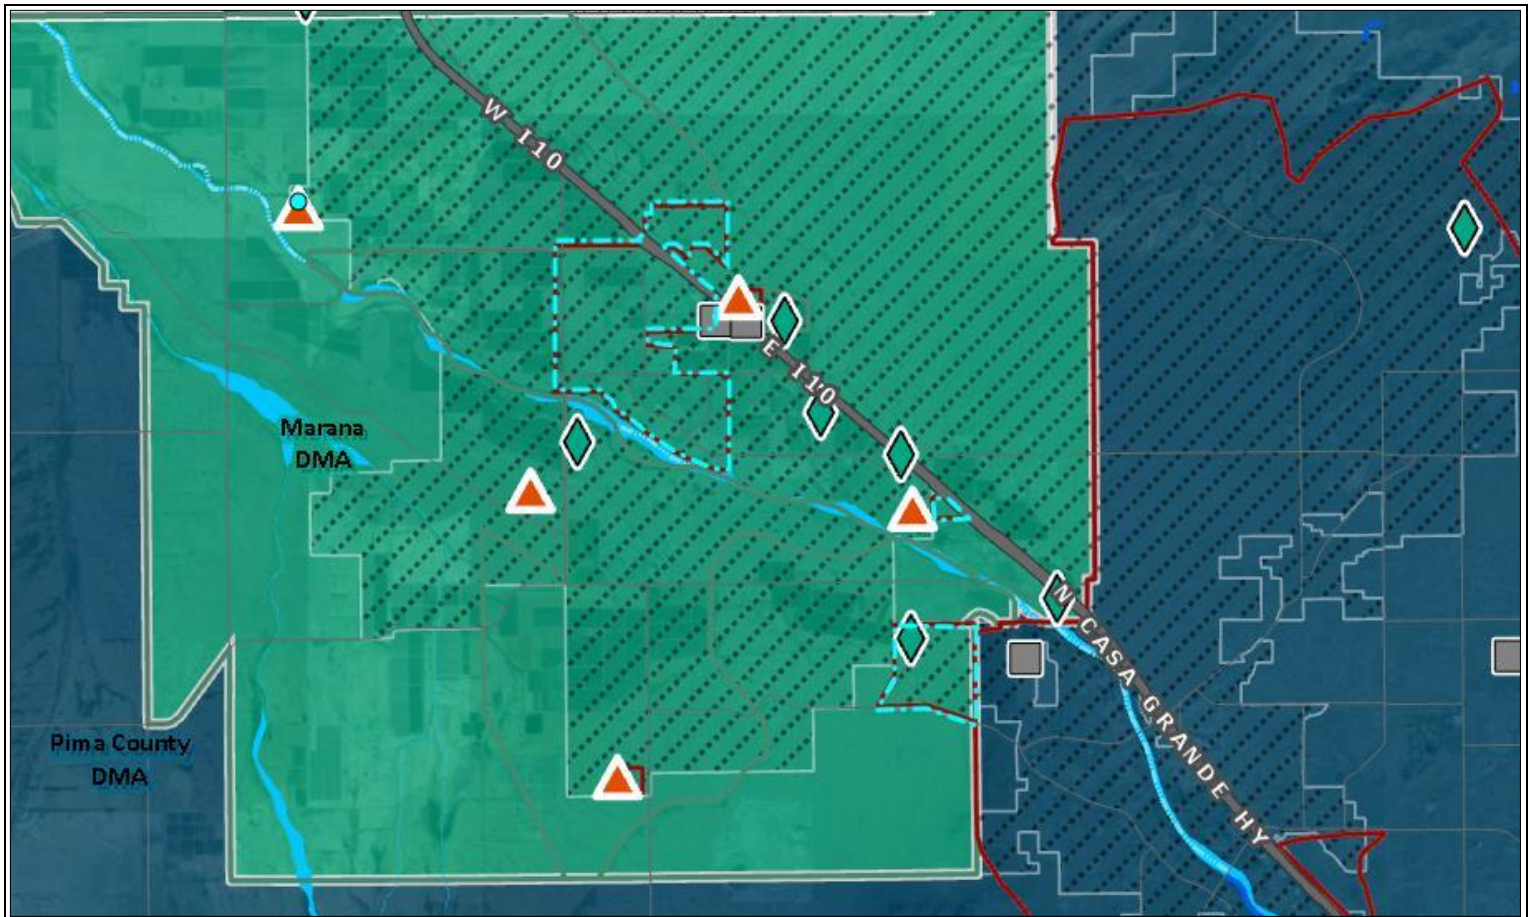 W I10
E I10
Marana
DMA
N CASA GRANDE HY
Pima County
DMA